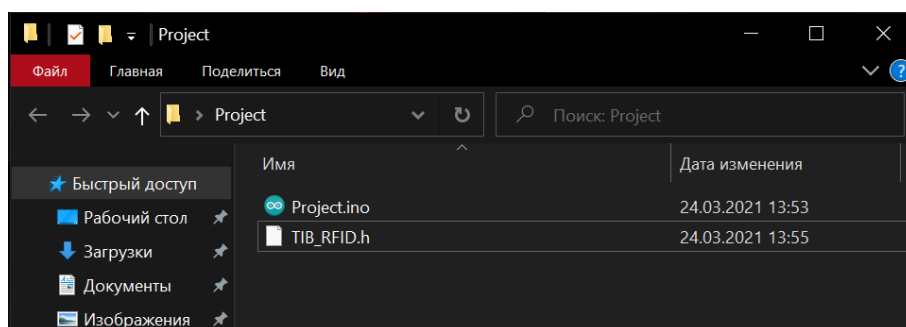 Project
Файл Главная Поделиться Вид ?
Project Поиск: Project
Имя Дата изменения
Быстрый доступ
Рабочий стол
Загрузки
Документы
Изображения
Project.ino 24.03.2021 13:53
TIB_RFID.h 24.03.2021 13:55